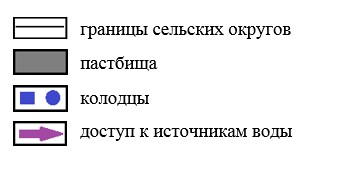 границы сельских округов
пастбища
колодцы
доступ к источникам воды